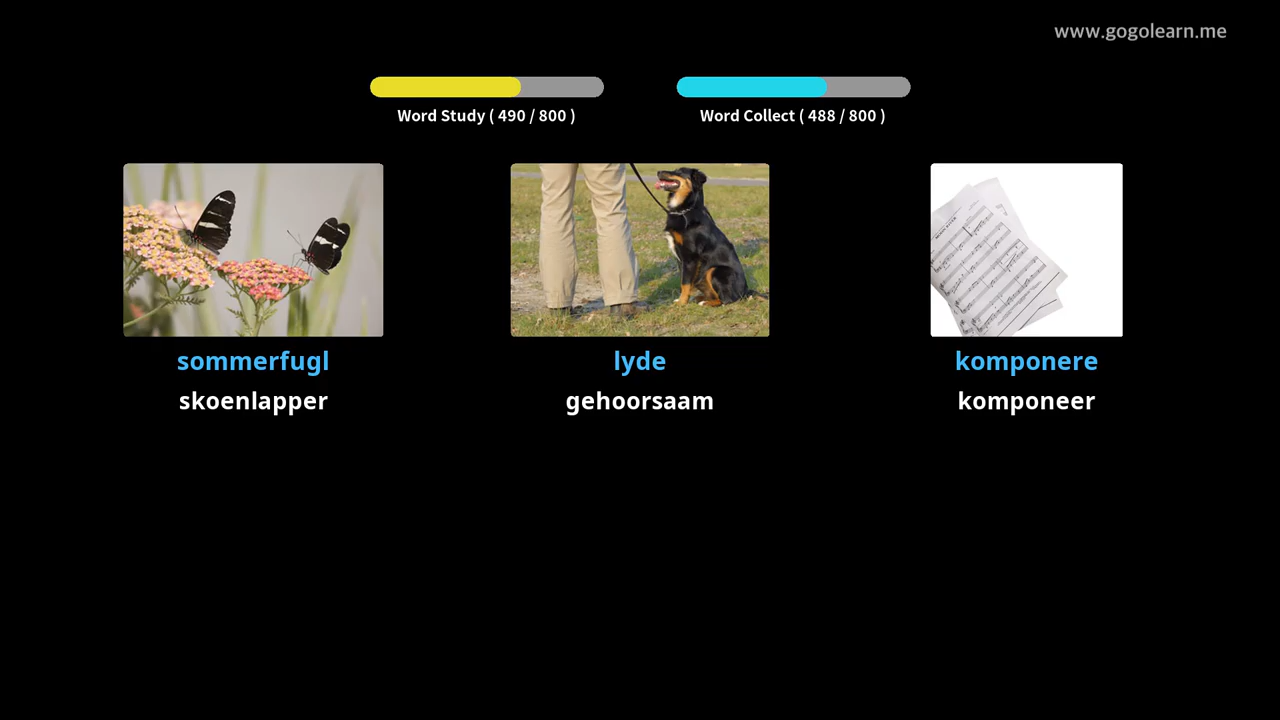 www.gogolearn.me
Word Study ( 490 / 800 )
Word Collect ( 488 / 800 )
sommerfugl
lyde
komponere
skoenlapper
gehoorsaam
komponeer